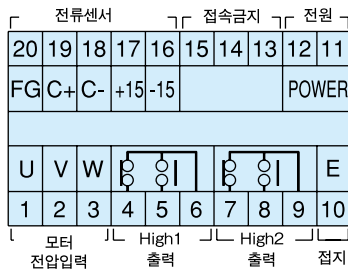 전류센서 접속금지 전원
20 19 18 17 16 15 14 13 12 11
FG C+ C- +15 -15 POWER
U V W E
1 2 3 4 5 6 7 8 9 10
모터 전압입력 High1 출력 High2 출력 접지